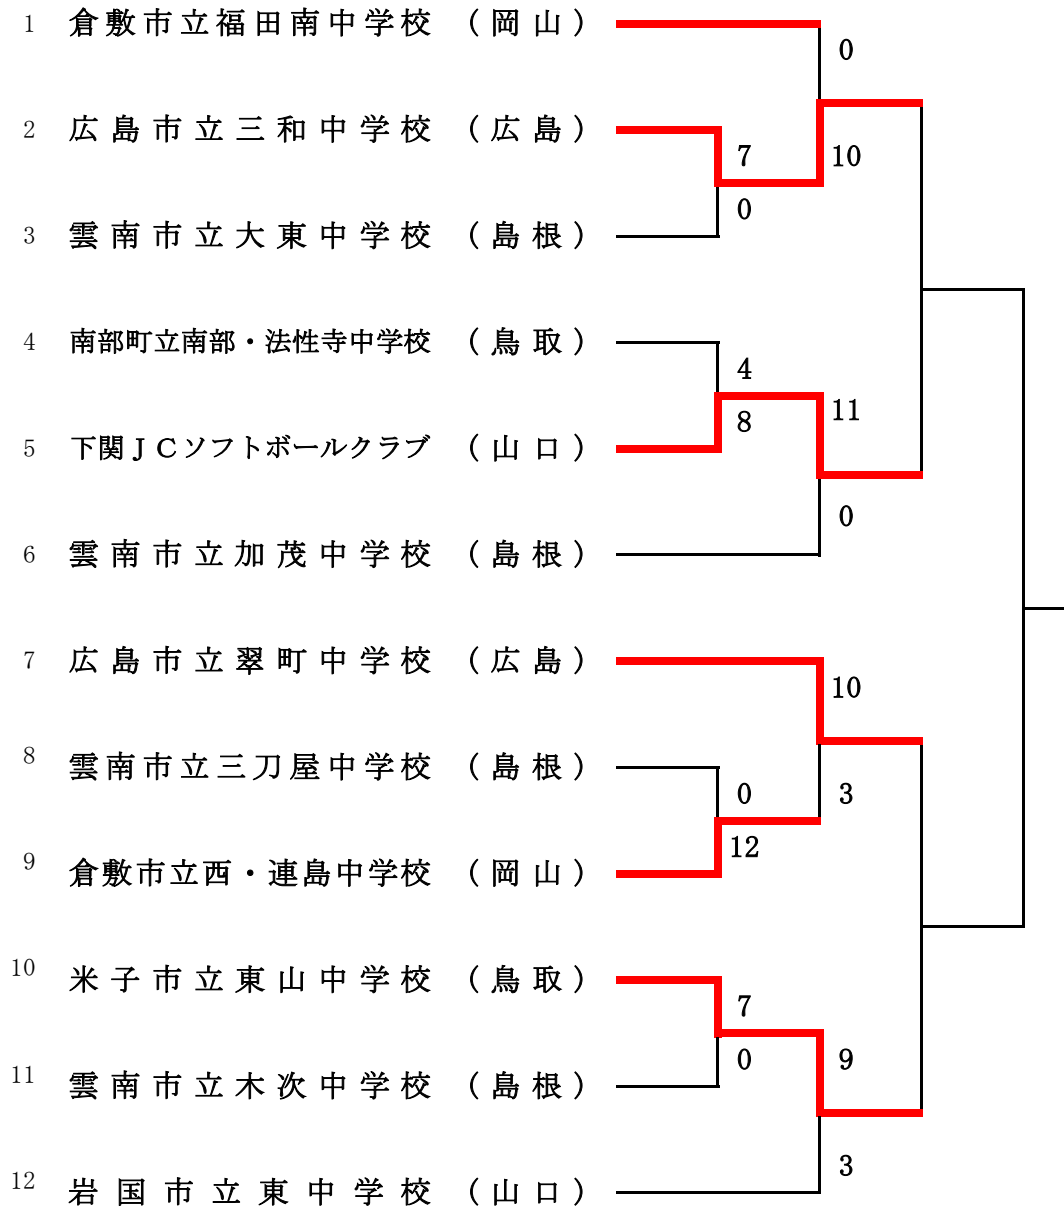 1 倉敷市立福田南中学校 (岡山)
0
2 広島市立三和中学校 (広島)
7 10
0
3 雲南市立大東中学校 (島根)
4 南部町立南部・法性寺中学校 (鳥取)
4
11
8
5 下関JCソフトボールクラブ (山口)
0
6 雲南市立加茂中学校 (島根)
7 広島市立翠町中学校 (広島)
10
8 雲南市立三刀屋中学校 (島根)
0 3
12
9 倉敷市立西・連島中学校 (岡山)
10 米子市立東山中学校 (鳥取)
7
0 9
11 雲南市立木次中学校 (島根)
3
12 岩国市立東中学校 (山口)